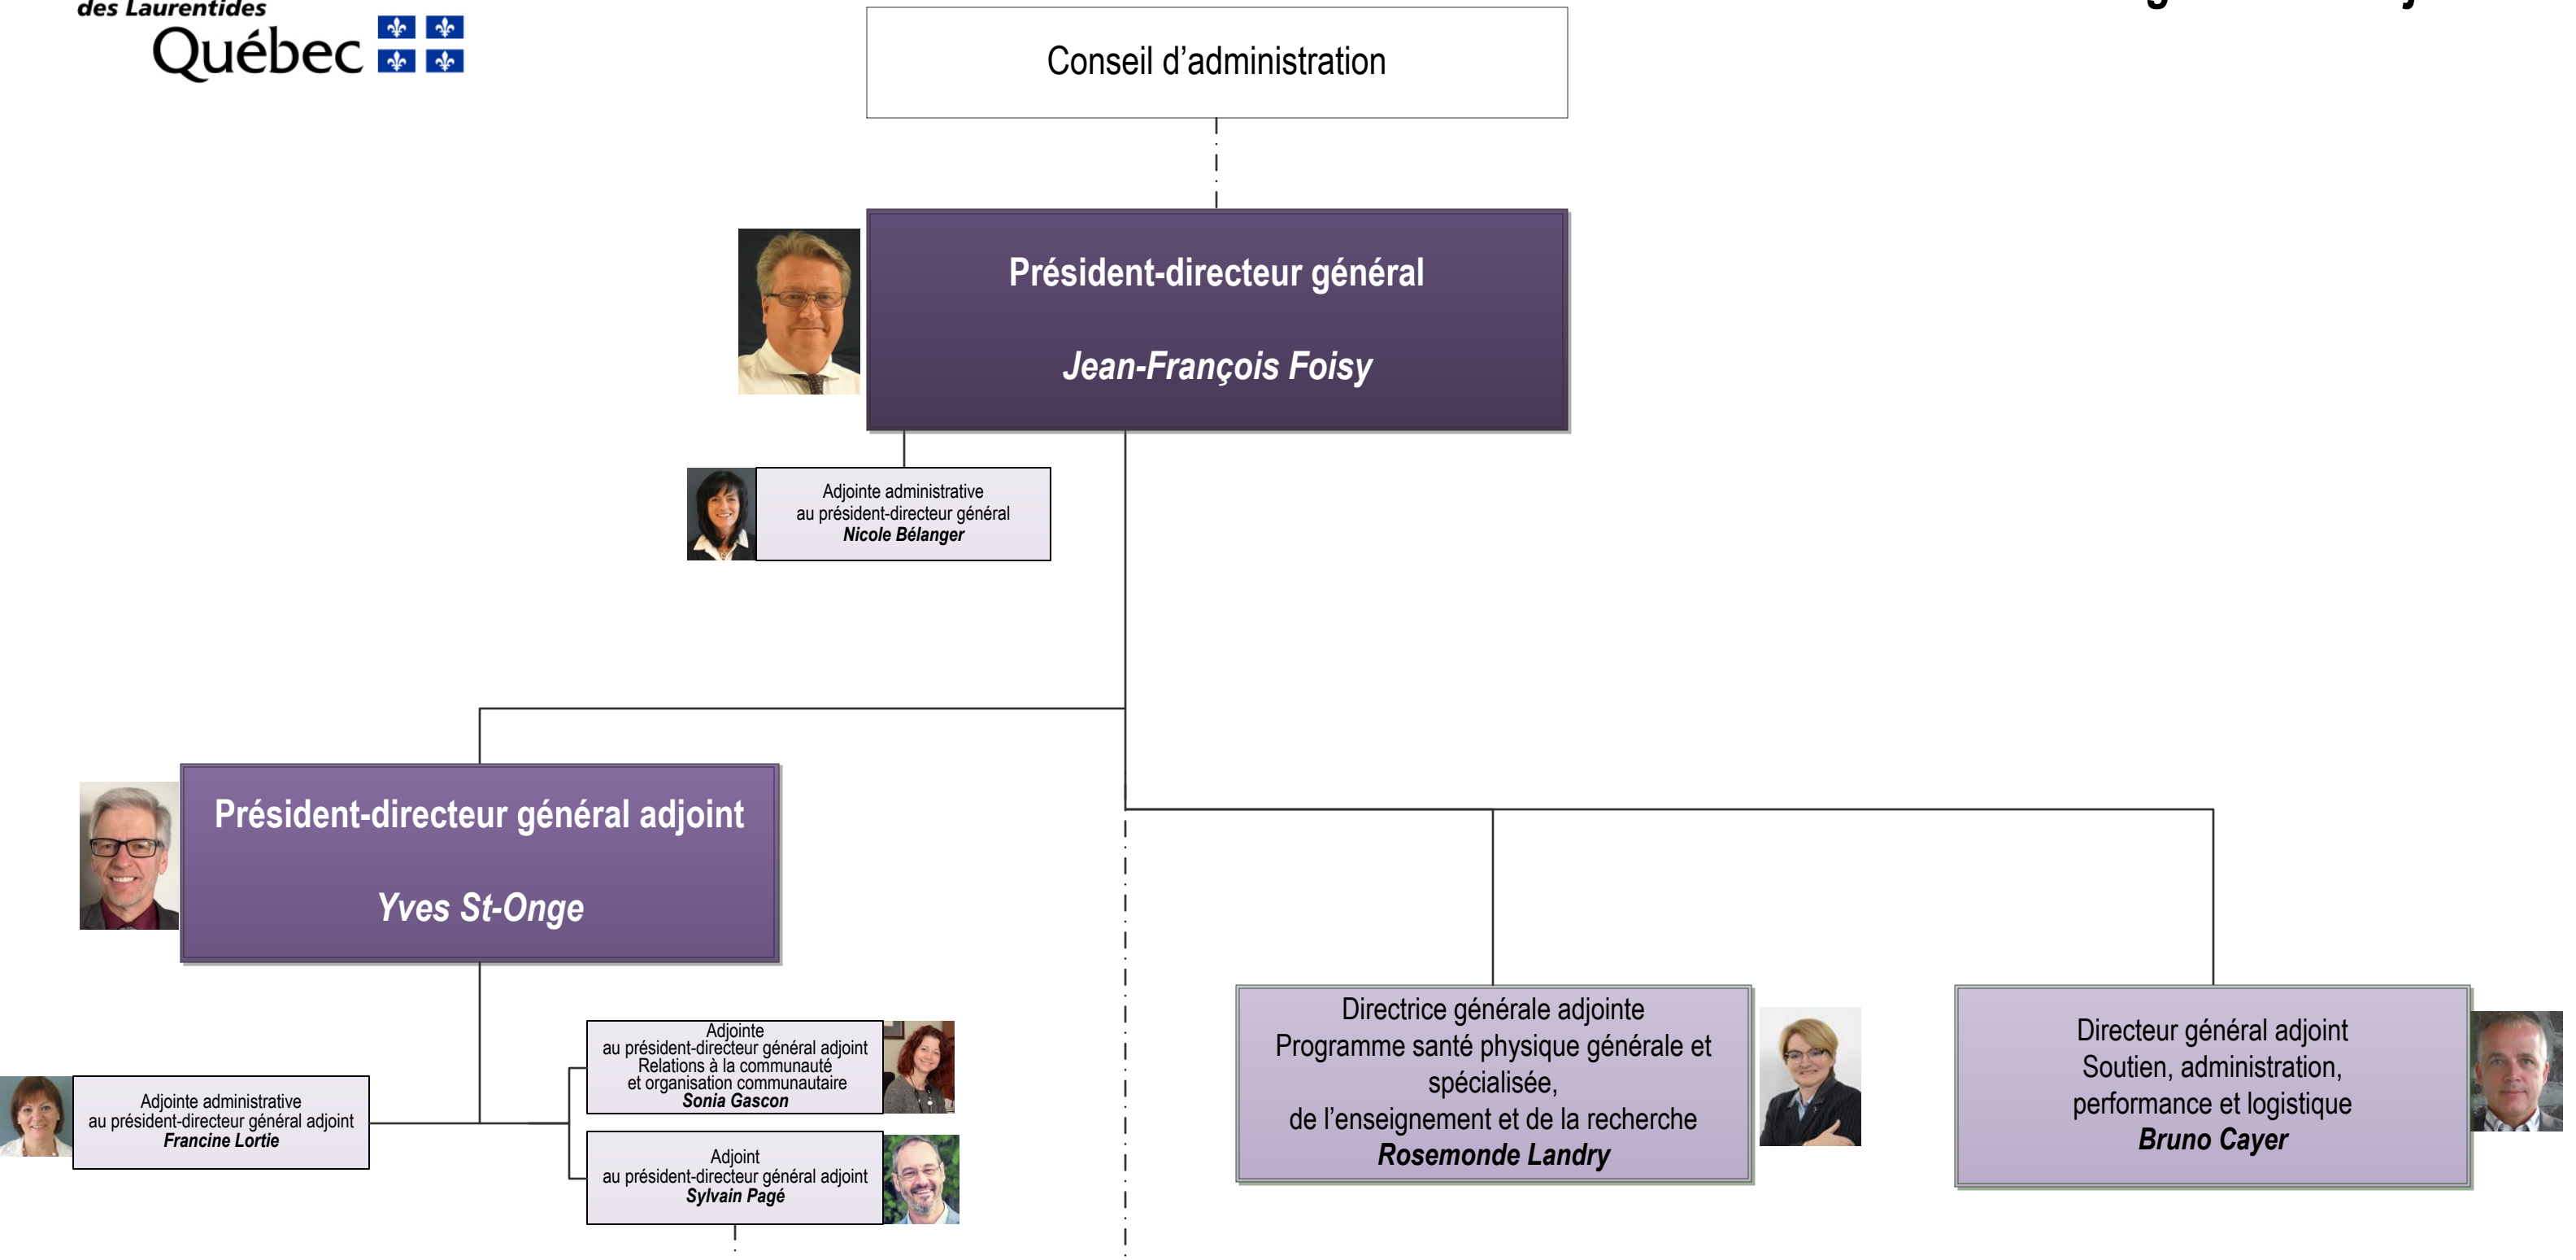 des Laurentides
Québec
Conseil d’administration
Président-directeur général
Jean-François Foisy
Adjointe administrative
au président-directeur général
Nicole Bélanger
Président-directeur général adjoint
Yves St-Onge
Adjointe administrative
au président-directeur général adjoint
Francine Lortie
Adjointe
au président-directeur général adjoint
Relations à la communauté
et organisation communautaire
Sonia Gascon
Adjoint
au président-directeur général adjoint
Sylvain Pagé
Directrice générale adjointe
Programme santé physique générale et
spécialisée,
de l’enseignement et de la recherche
Rosemonde Landry
Directeur général adjoint
Soutien, administration,
performance et logistique
Bruno Cayer